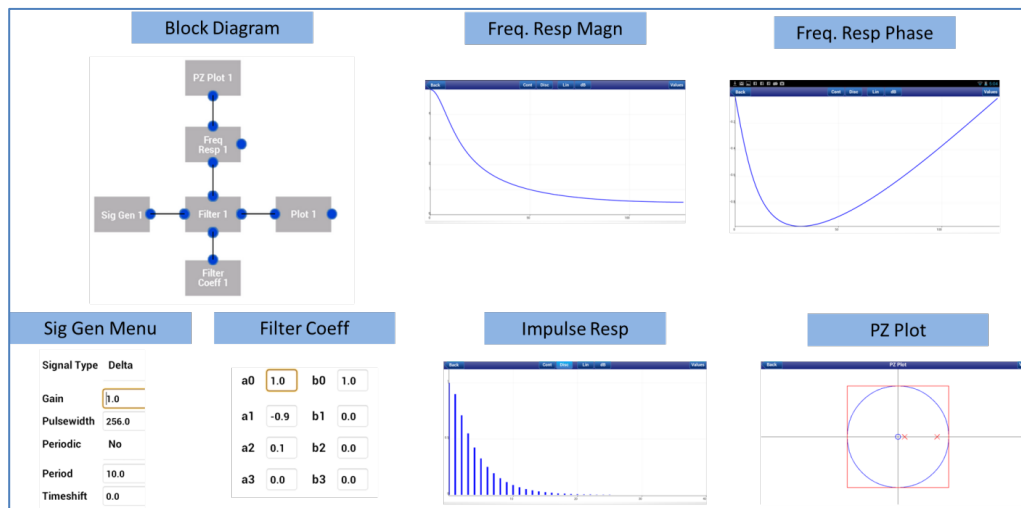 Block Diagram
Freq. Resp Magn
Freq. Resp Phase
PZ Plot 1
Freq
Resp 1
Sig Gen 1
Filter 1
Plot 1
Filter
Coeff 1
Back
Cont
Disc
Lin
dB
Values
50
100
Back
Cont
Disc
Lin
dB
Values
50
100
Sig Gen Menu
Filter Coeff
Impulse Resp
PZ Plot
Signal Type Delta
Gain 1.0
Pulsewidth 256.0
Periodic No
Period 10.0
Timeshift 0.0
a0 1.0 b0 1.0
a1 -0.9 b1 0.0
a2 0.1 b2 0.0
a3 0.0 b3 0.0
Back
Cont
Disc
Lin
dB
Values
Back
PZ Plot